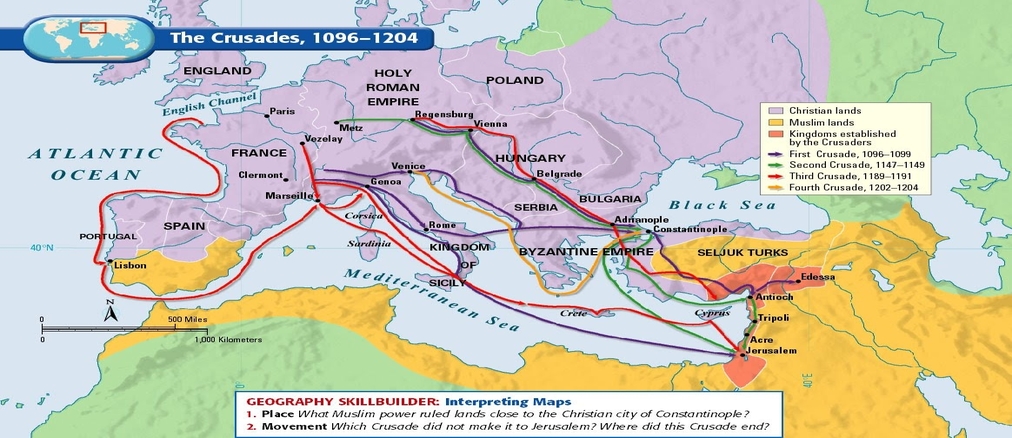 The Crusades, 1096–1204
ENGLAND
HOLY
ROMAN
EMPIRE
POLAND
English Channel
Paris
Metz
Regensburg
Vienna
Vezelay
ATLANTIC
OCEAN
FRANCE
Clermont
Venice
HUNGARY
Belgrade
Genoa
Marseille
SPAIN
PORTUGAL
Corsica
Rome
SERBIA
BULGARIA
Black Sea
Adrianople
Constantinople
40°N
Sardinia
KINGDOM
OF
SICILY
BYZANTINE EMPIRE
SELJUK TURKS
Lisbon
Mediterranean Sea
Edessa
Antioch
Crete
Cyprus
Tripoli
Acre
Jerusalem
N
0 500 Miles
0 1,000 Kilometers
0°
40°E
Christian lands
Muslim lands
Kingdoms established
by the Crusaders
First Crusade, 1096–1099
Second Crusade, 1147–1149
Third Crusade, 1189–1191
Fourth Crusade, 1202–1204
GEOGRAPHY SKILLBUILDER: Interpreting Maps
1. Place What Muslim power ruled lands close to the Christian city of Constantinople?
2. Movement Which Crusade did not make it to Jerusalem? Where did this Crusade end?